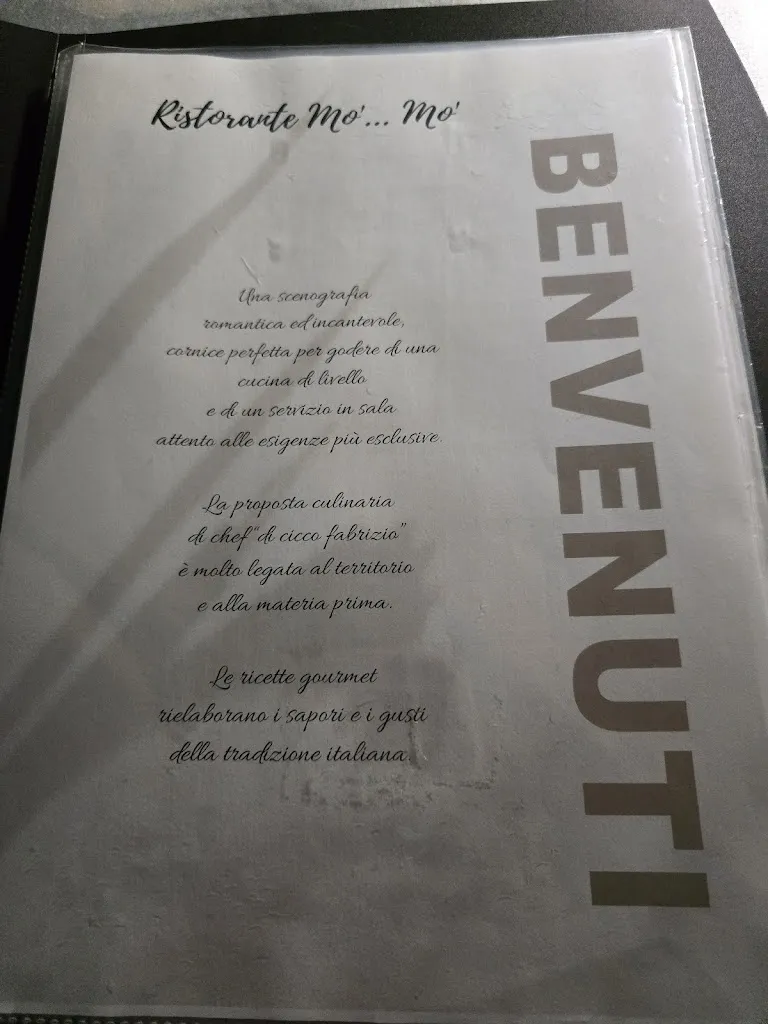 Ristorante Mo'... Mo'
BENVENUTI
Una scenografia
romantica ed incantevole,
cornice perfetta per godere di una
cucina di livello
e di un servizio in sala
attento alle esigenze più esclusive.
La proposta culinaria
di chef "di cicco fabrizio"
è molto legata al territorio
e alla materia prima.
Le ricette gourmet
rielaborano i sapori e i gusti
della tradizione italiana.